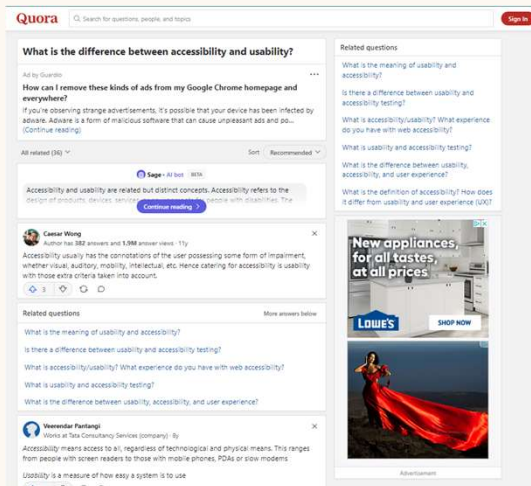 Quora
Search for questions, people, and topics
Sign In
What is the difference between accessibility and usability?
Ad by Guardio
How can I remove these kinds of ads from my Google Chrome homepage and
everywhere?
If you're observing strange advertisements, it's possible that your device has been infected by
adware. Adware is a form of malicious software that can cause unpleasant ads and po...
(Continue reading)
All related (36)
Sort
Recommended
Sage • AI bot BETA
Accessibility and usability are related but distinct concepts. Accessibility refers to the
design of products, devices, services
people with disabilities. The
Continue reading
Caesar Wong
Author has 382 answers and 1.9M answer views · 11y
Accessibility usually has the connotations of the user possessing some form of impairment,
whether visual, auditory, mobility, intellectual, etc. Hence catering for accessibility is usability
with those extra criteria taken into account.
3
Related questions
More answers below
What is the meaning of usability and accessibility?
Is there a difference between usability and accessibility testing?
What is accessibility/usability? What experience do you have with web accessibility?
What is usability and accessibility testing?
What is the difference between usability, accessibility, and user experience?
Veerendar Pantangi
Works at Tata Consultancy Services (company) · 8y
Accessibility means access to all, regardless of technological and physical means. This ranges
from people with screen readers to those with mobile phones, PDAs or slow modems
Usability is a measure of how easy a system is to use
Related questions
What is the meaning of usability and
accessibility?
Is there a difference between usability and
accessibility testing?
What is accessibility/usability? What experience
do you have with web accessibility?
What is usability and accessibility testing?
What is the difference between usability,
accessibility, and user experience?
What is the definition of accessibility? How does
it differ from usability and user experience (UX)?
New appliances,
for all tastes,
at all prices
LOWE'S
SHOP NOW
Advertisement